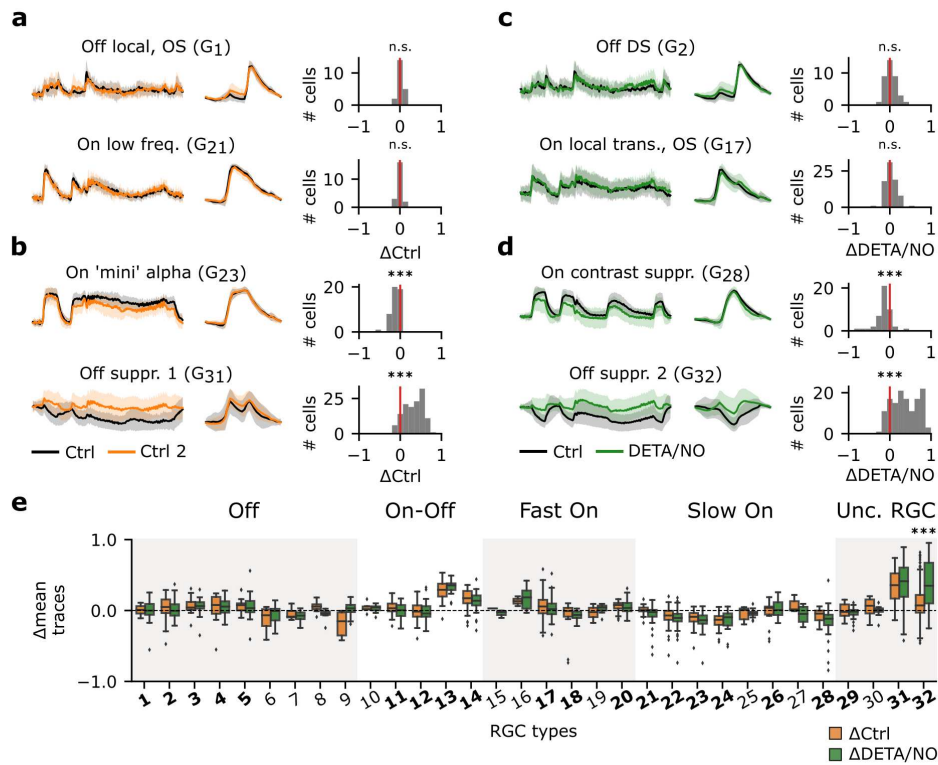 a
Off local, OS (G1)
n.s.
# cells
10
0
−1 0 1
On low freq. (G21)
n.s.
# cells
10
0
−1 0 1
ΔCtrl
b
On 'mini' alpha (G23)
***
# cells
20
0
−1 0 1
Off suppr. 1 (G31)
***
# cells
25
0
−1 0 1
ΔCtrl
Ctrl Ctrl 2
c
Off DS (G2)
n.s.
# cells
10
0
−1 0 1
On local trans., OS (G17)
n.s.
# cells
25
0
−1 0 1
ΔDETA/NO
d
On contrast suppr. (G28)
***
# cells
20
0
−1 0 1
Off suppr. 2 (G32)
***
# cells
20
0
−1 0 1
ΔDETA/NO
Ctrl DETA/NO
e
Off On-Off Fast On Slow On Unc. RGC
***
Δmean
traces
1.0
0.0
−1.0
1 2 3 4 5 6 7 8 9 10 11 12 13 14 15 16 17 18 19 20 21 22 23 24 25 26 27 28 29 30 31 32
RGC types
ΔCtrl
ΔDETA/NO